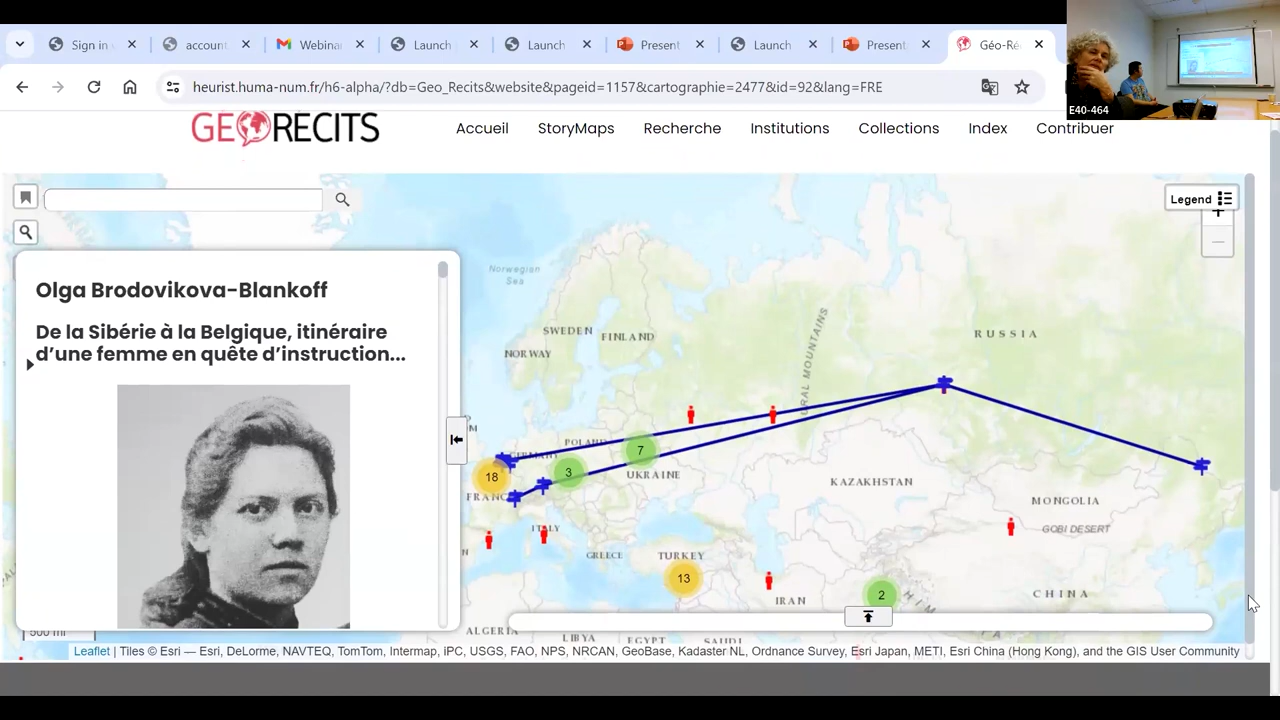 Sign in
account
Webina
Launch
Launch
Present
Launch
Present
Géo-Ré
heurist.huma-num.fr/h6-alpha/?db=Geo_Recits&website&pageid=1157&cartographie=2477&id=92&lang=FRE
E40-464
GEORECITS
Accueil StoryMaps Recherche Institutions Collections Index Contribuer
Legend
+
Norwegian
Sea
SWEDEN
FINLAND
NORWAY
RUSSIA
URAL MOUNTAINS
Olga Brodovikova-Blankoff
De la Sibérie à la Belgique, itinéraire
d'une femme en quête d'instruction...
POLAND
GERMANY
7
3
18
UKRAINE
KAZAKHSTAN
FRANC
MONGOLIA
GOBI DESERT
ITALY
GREECE
TURKEY
13
IRAN
2
CHINA
500 mi
ALGERIA
LIBYA
EGYPT
SAUDI
Leaflet | Tiles © Esri — Esri, DeLorme, NAVTEQ, TomTom, Intermap, iPC, USGS, FAO, NPS, NRCAN, GeoBase, Kadaster NL, Ordnance Survey, Esri Japan, METI, Esri China (Hong Kong), and the GIS User Community